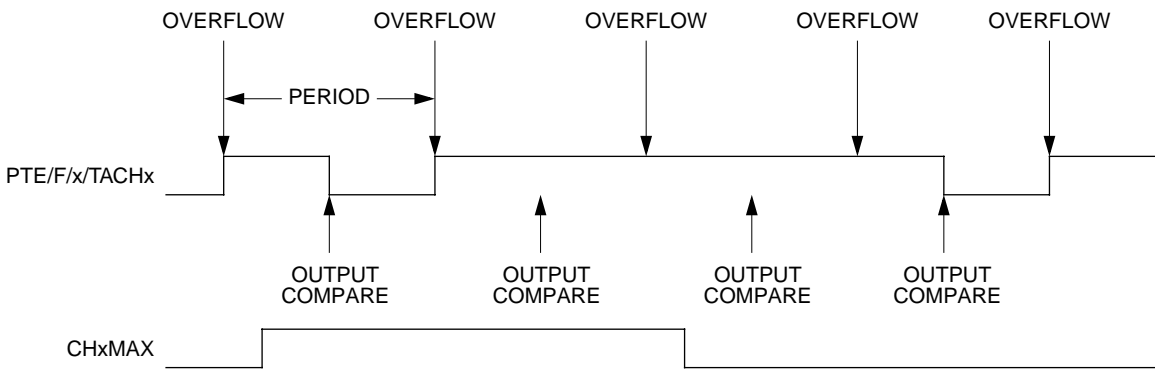 OVERFLOW OVERFLOW OVERFLOW OVERFLOW OVERFLOW
PERIOD
PTE/F/x/TACHx
OUTPUT COMPARE
OUTPUT COMPARE
OUTPUT COMPARE
OUTPUT COMPARE
CHxMAX